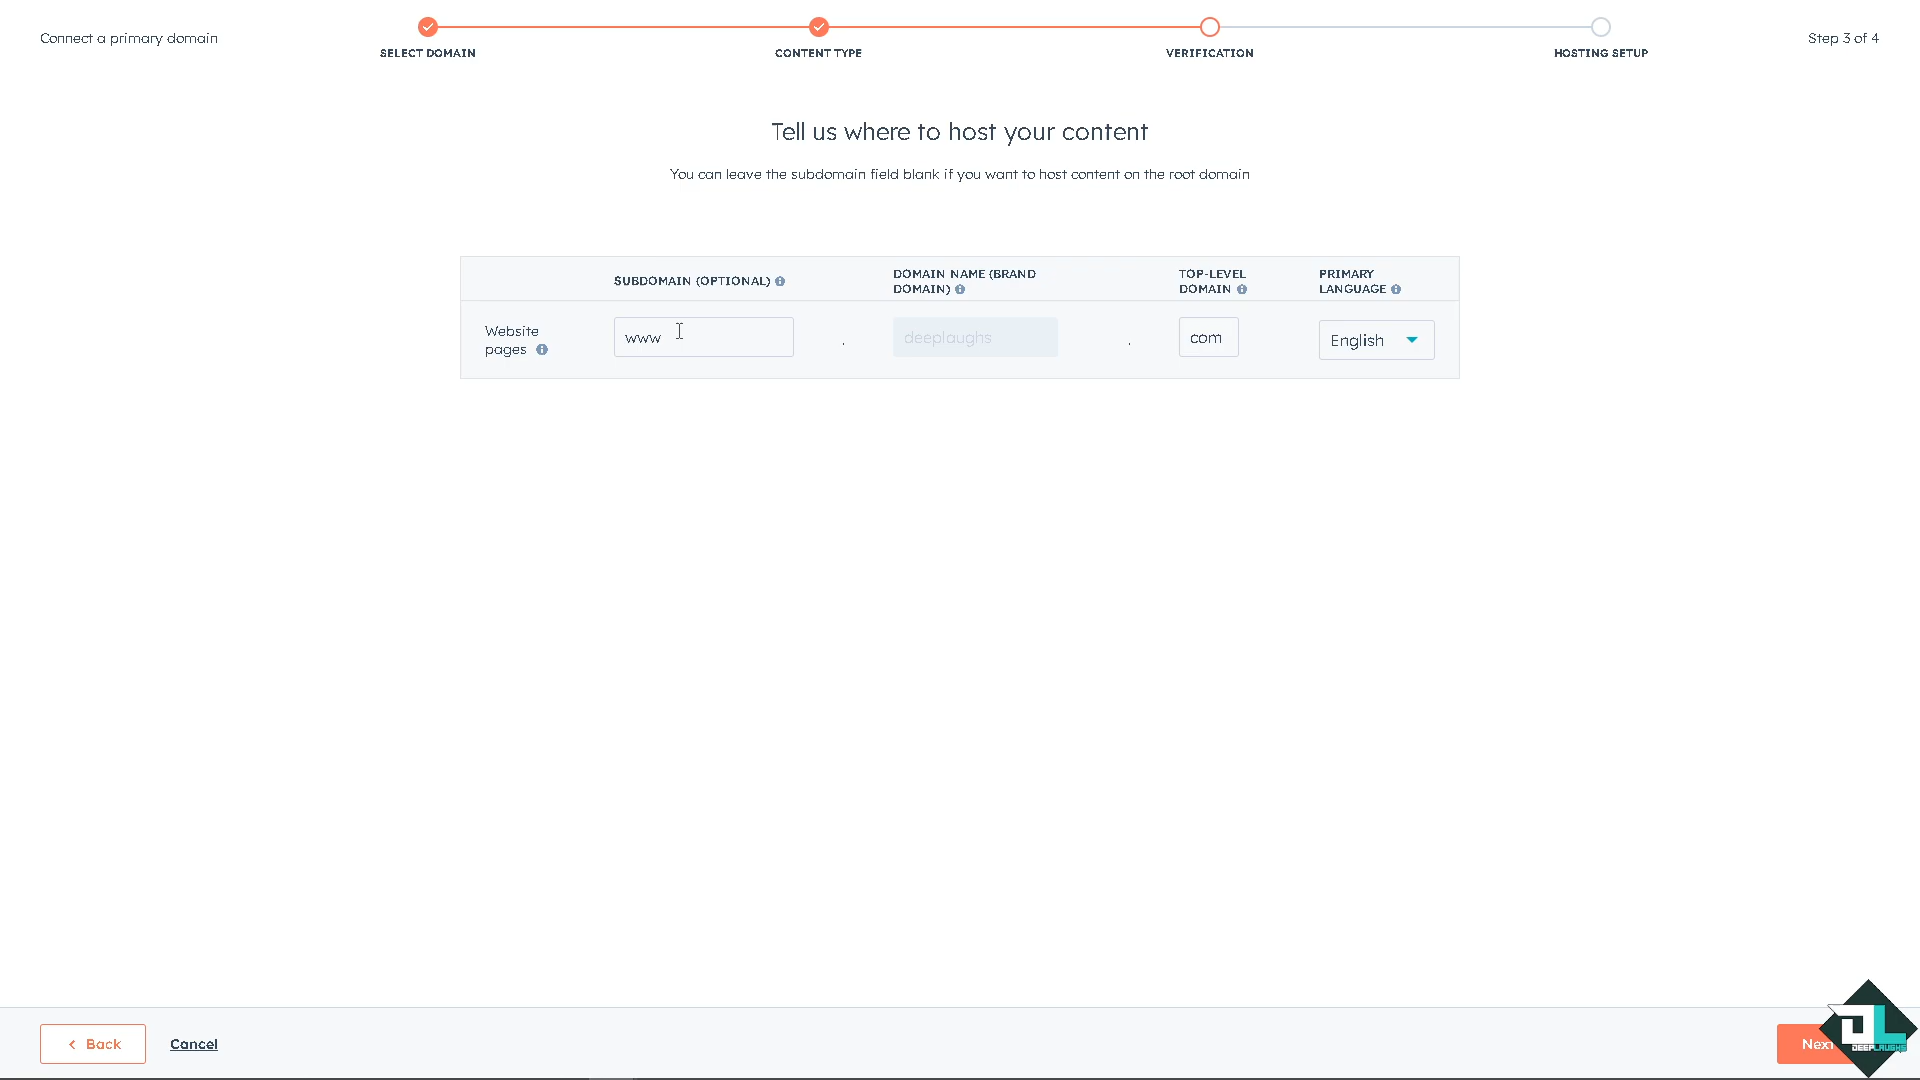 Connect a primary domain
SELECT DOMAIN
CONTENT TYPE
VERIFICATION
HOSTING SETUP
Step 3 of 4
Tell us where to host your content
You can leave the subdomain field blank if you want to host content on the root domain
SUBDOMAIN (OPTIONAL)
DOMAIN NAME (BRAND
DOMAIN)
TOP-LEVEL
DOMAIN
PRIMARY
LANGUAGE
Website
pages
www
.
deeplaughs
.
com
English
Back
Cancel
Next
DEEPLAUGHS